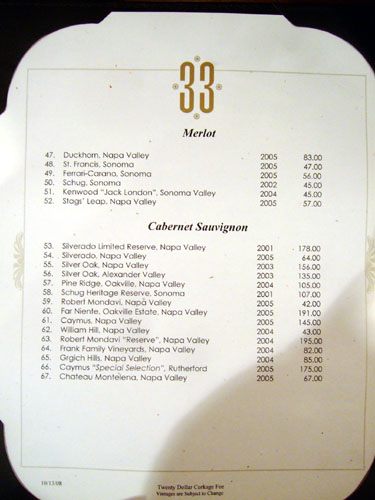 33
Merlot
47. Duckhorn, Napa Valley 2005 83.00
48. St. Francis, Sonoma 2005 47.00
49. Ferrari-Carano, Sonoma 2005 56.00
50. Schug, Sonoma 2002 45.00
51. Kenwood "Jack London", Sonoma Valley 2004 45.00
52. Stags' Leap, Napa Valley 2005 57.00
Cabernet Sauvignon
53. Silverado Limited Reserve, Napa Valley 2001 178.00
54. Silverado, Napa Valley 2005 64.00
55. Silver Oak, Napa Valley 2003 156.00
56. Silver Oak, Alexander Valley 2003 135.00
57. Pine Ridge, Oakville, Napa Valley 2004 105.00
58. Schug Heritage Reserve, Sonoma 2001 107.00
59. Robert Mondavi, Napa Valley 2005 42.00
60. Far Niente, Oakville Estate, Napa Valley 2005 191.00
61. Caymus, Napa Valley 2005 145.00
62. William Hill, Napa Valley 2004 43.00
63. Robert Mondavi "Reserve", Napa Valley 2004 195.00
64. Frank Family Vineyards, Napa Valley 2004 82.00
65. Grgich Hills, Napa Valley 2004 85.00
66. Caymus "Special Selection", Rutherford 2005 175.00
67. Chateau Montelena, Napa Valley 2005 67.00
10/13/08
Twenty Dollar Corkage Fee
Vintages are Subject to Change